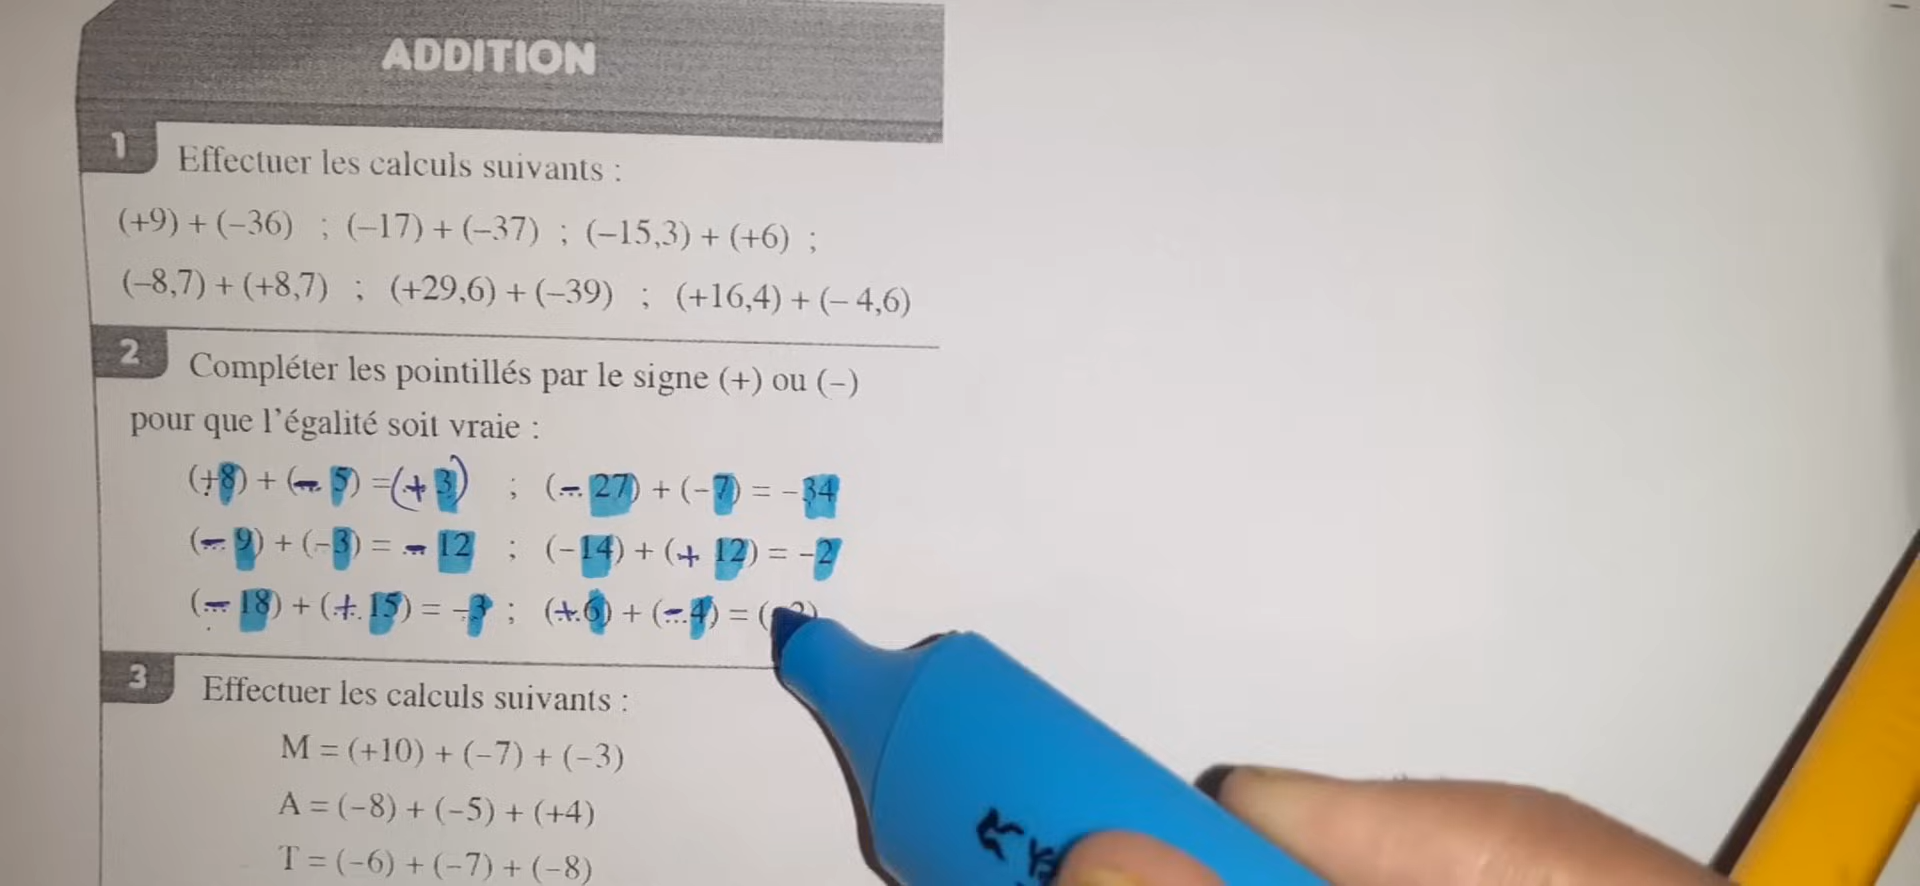 ADDITION
1 Effectuer les calculs suivants :
(+9) + (–36) ; (–17) + (–37) ; (–15,3) + (+6) ;
(–8,7) + (+8,7) ; (+29,6) + (–39) ; (+16,4) + (– 4,6)
2 Compléter les pointillés par le signe (+) ou (–)
pour que l’égalité soit vraie :
(+8) + (– 5) =(+ 3) ; (– 27) + (–7) = –34
(– 9) + (–3) = – 12 ; (–14) + (+ 12) = –2
(– 18) + (+ 15) = –3 ; (+6) + (–4) = (
3 Effectuer les calculs suivants :
M = (+10) + (–7) + (–3)
A = (–8) + (–5) + (+4)
T = (–6) + (–7) + (–8)